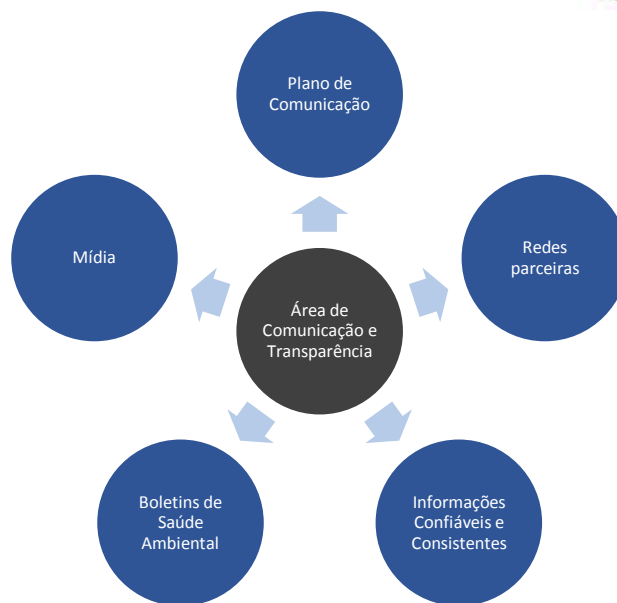 Plano de
Comunicação
Mídia
Redes
parceiras
Área de
Comunicação e
Transparência
Boletins de
Saúde
Ambiental
Informações
Confiáveis e
Consistentes